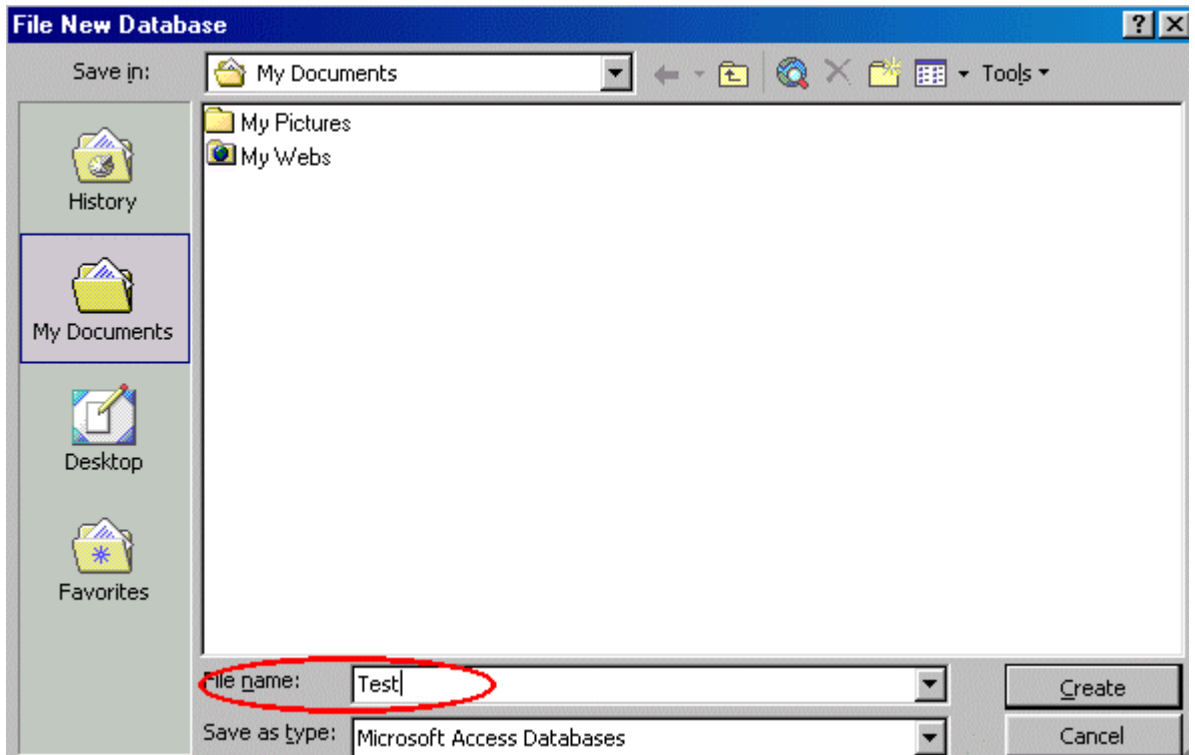 File New Database
Save in:
My Documents
Tools
My Pictures
My Webs
History
My Documents
Desktop
Favorites
File name:
Test
Create
Save as type:
Microsoft Access Databases
Cancel